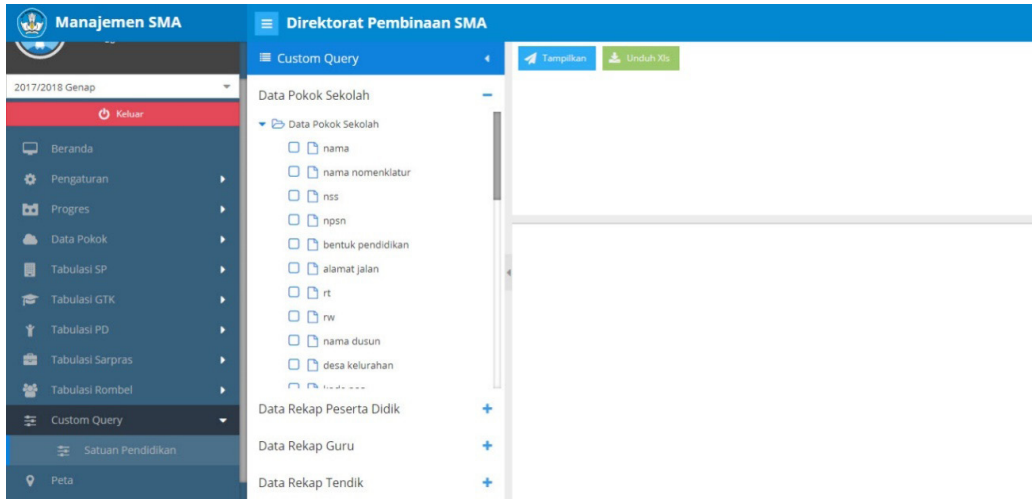 Manajemen SMA
Direktorat Pembinaan SMA
2017/2018 Genap
Keluar
Beranda
Pengaturan
Progres
Data Pokok
Tabulasi SP
Tabulasi GTK
Tabulasi PD
Tabulasi Sarpras
Tabulasi Rombel
Custom Query
Satuan Pendidikan
Peta
Custom Query
Data Pokok Sekolah
Data Pokok Sekolah
nama
nama nomenklatur
nss
npsn
bentuk pendidikan
alamat jalan
rt
rw
nama dusun
desa kelurahan
Data Rekap Peserta Didik
Data Rekap Guru
Data Rekap Tendik
Tampilkan
Unduh Xls